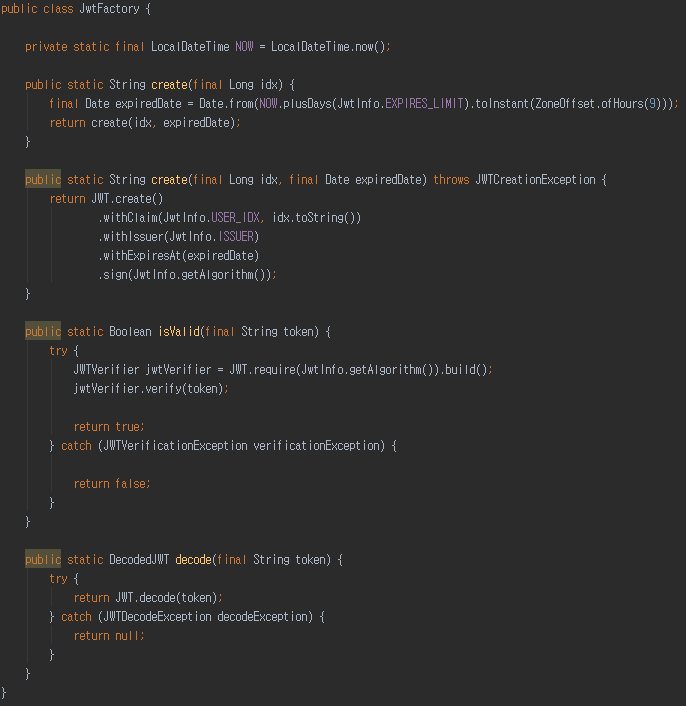 public class JwtFactory {
private static final LocalDateTime NOW = LocalDateTime.now();
public static String create(final Long idx) {
final Date expiredDate = Date.from(NOW.plusDays(JwtInfo.EXPIRES_LIMIT).toInstant(ZoneOffset.ofHours(9)));
return create(idx, expiredDate);
}
public static String create(final Long idx, final Date expiredDate) throws JWTCreationException {
return JWT.create()
.withClaim(JwtInfo.USER_IDX, idx.toString())
.withIssuer(JwtInfo.ISSUER)
.withExpiresAt(expiredDate)
.sign(JwtInfo.getAlgorithm());
}
public static Boolean isValid(final String token) {
try {
JWTVerifier jwtVerifier = JWT.require(JwtInfo.getAlgorithm()).build();
jwtVerifier.verify(token);
return true;
} catch (JWTVerificationException verificationException) {
return false;
}
}
public static DecodedJWT decode(final String token) {
try {
return JWT.decode(token);
} catch (JWTDecodeException decodeException) {
return null;
}
}
}